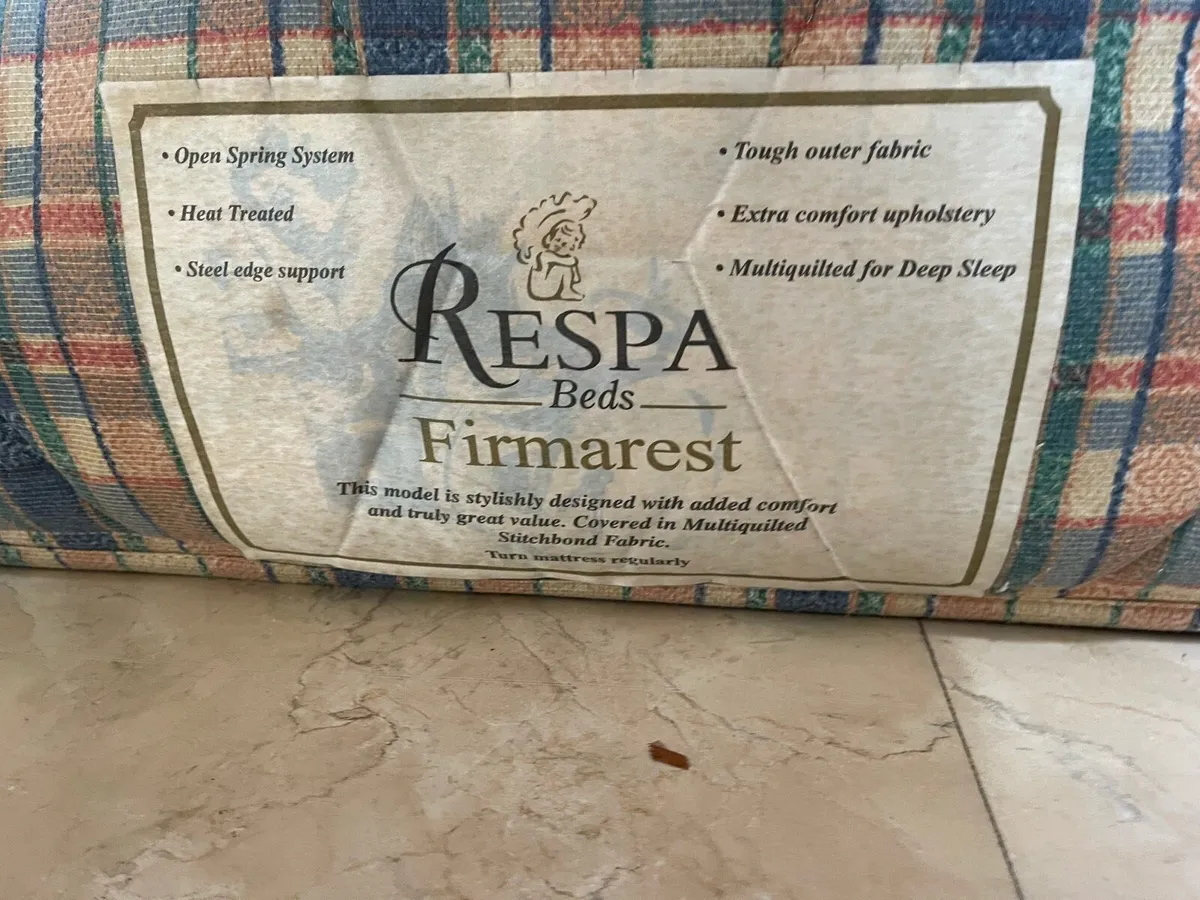 • Open Spring System
• Heat Treated
• Steel edge support
• Tough outer fabric
• Extra comfort upholstery
• Multiquilted for Deep Sleep
RESPA
Beds
Firmarest
This model is stylishly designed with added comfort
and truly great value. Covered in Multiquilted
Stitchbond Fabric.
Turn mattress regularly